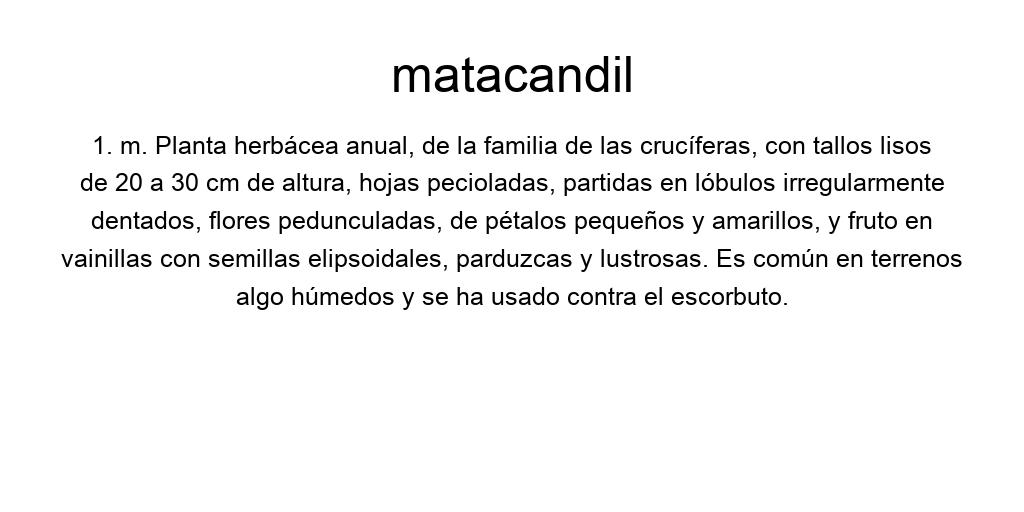 matacandil
1. m. Planta herbácea anual, de la familia de las crucíferas, con tallos lisos
de 20 a 30 cm de altura, hojas pecioladas, partidas en lóbulos irregularmente
dentados, flores pedunculadas, de pétalos pequeños y amarillos, y fruto en
vainillas con semillas elipsoidales, parduzcas y lustrosas. Es común en terrenos
algo húmedos y se ha usado contra el escorbuto.